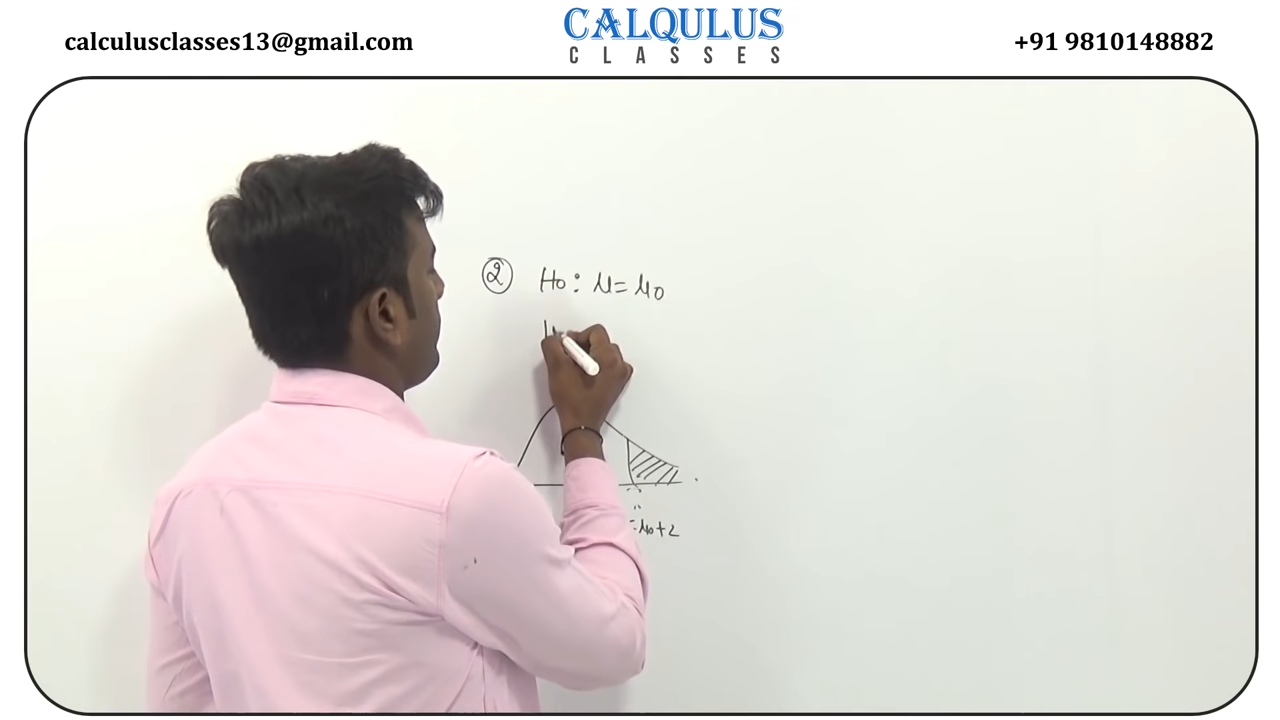 calculusclasses13@gmail.com
CALQULUS
CLASSES
+91 9810148882
② H0: μ = μ0